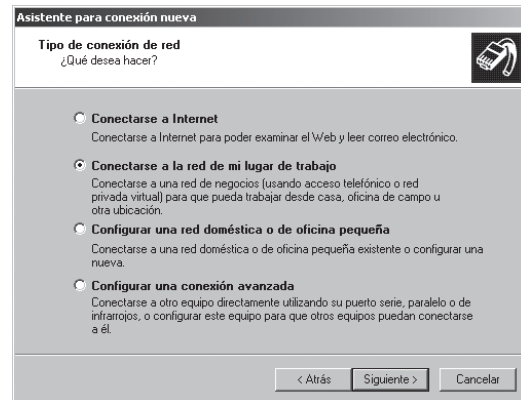 Asistente para conexión nueva
Tipo de conexión de red
¿Qué desea hacer?
Conectarse a Internet
Conectarse a Internet para poder examinar el Web y leer correo electrónico.
Conectarse a la red de mi lugar de trabajo
Conectarse a una red de negocios (usando acceso telefónico o red
privada virtual) para que pueda trabajar desde casa, oficina de campo u
otra ubicación.
Configurar una red doméstica o de oficina pequeña
Conectarse a una red doméstica o de oficina pequeña existente o configurar una
nueva.
Configurar una conexión avanzada
Conectarse a otro equipo directamente utilizando su puerto serie, paralelo o de
infrarrojos, o configurar este equipo para que otros equipos puedan conectarse
a él.
< Atrás Siguiente > Cancelar